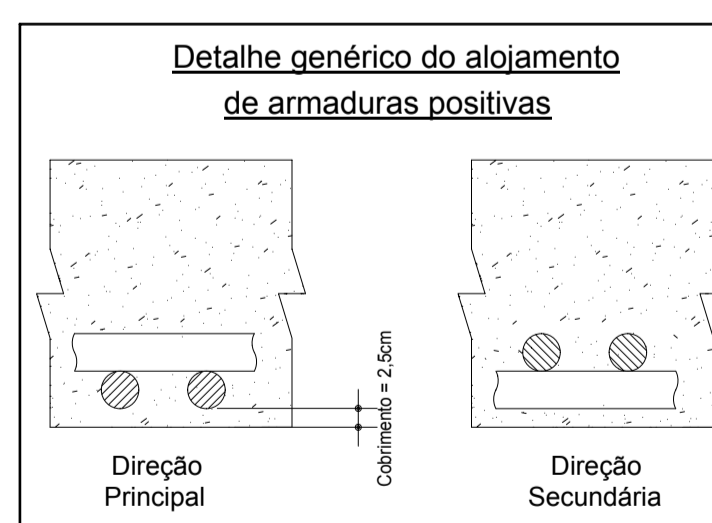 Detalhe genérico do alojamento
de armaduras positivas
Cobrimento = 2,5cm
Direção
Principal
Direção
Secundária